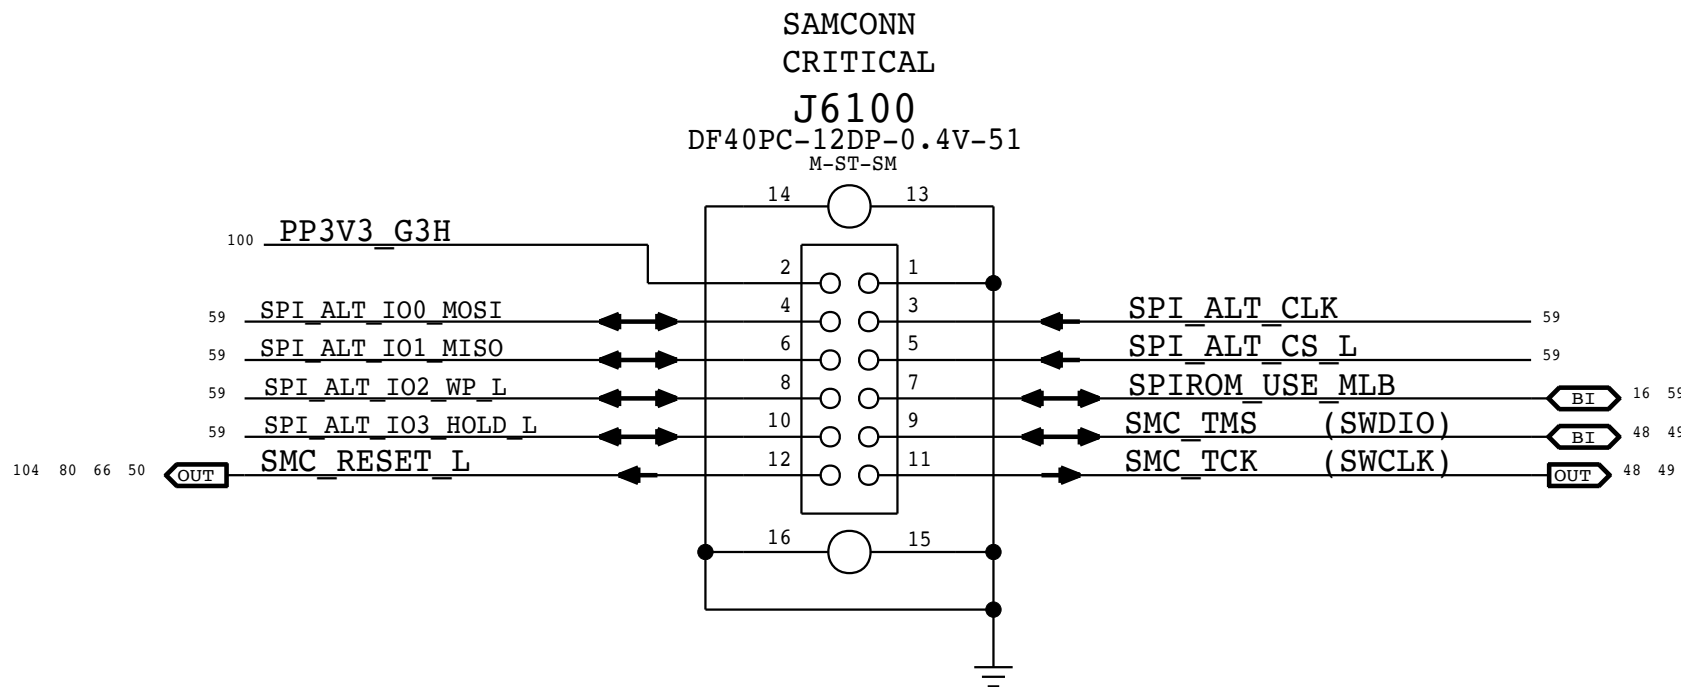 SAMCONN
CRITICAL
J6100
DF40PC-12DP-0.4V-51
M-ST-SM
14 13
100 PP3V3_G3H
2 1
59 SPI_ALT_IO0_MOSI 4 3 SPI_ALT_CLK 59
59 SPI_ALT_IO1_MISO 6 5 SPI_ALT_CS_L 59
59 SPI_ALT_IO2_WP_L 8 7 SPIROM_USE_MLB BI 16 59
59 SPI_ALT_IO3_HOLD_L 10 9 SMC_TMS (SWDIO) BI 48 49
104 80 66 50 OUT SMC_RESET_L 12 11 SMC_TCK (SWCLK) OUT 48 49
16 15